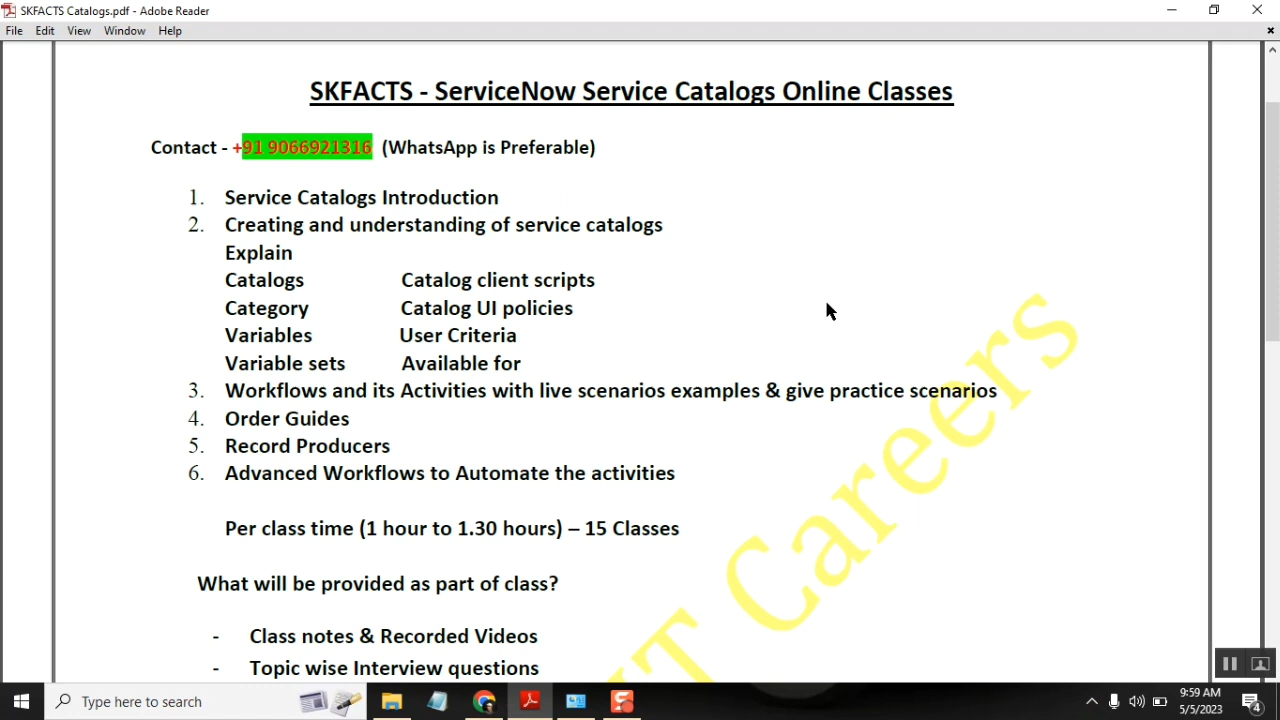 SKFACTS Catalogs.pdf - Adobe Reader
File Edit View Window Help
SKFACTS - ServiceNow Service Catalogs Online Classes
Contact - +91 9066921316 (WhatsApp is Preferable)
1. Service Catalogs Introduction
2. Creating and understanding of service catalogs
Explain
Catalogs Catalog client scripts
Category Catalog UI policies
Variables User Criteria
Variable sets Available for
3. Workflows and its Activities with live scenarios examples & give practice scenarios
4. Order Guides
5. Record Producers
6. Advanced Workflows to Automate the activities
Per class time (1 hour to 1.30 hours) – 15 Classes
What will be provided as part of class?
- Class notes & Recorded Videos
- Topic wise Interview questions
T Careers
Type here to search
9:59 AM
5/5/2023
4